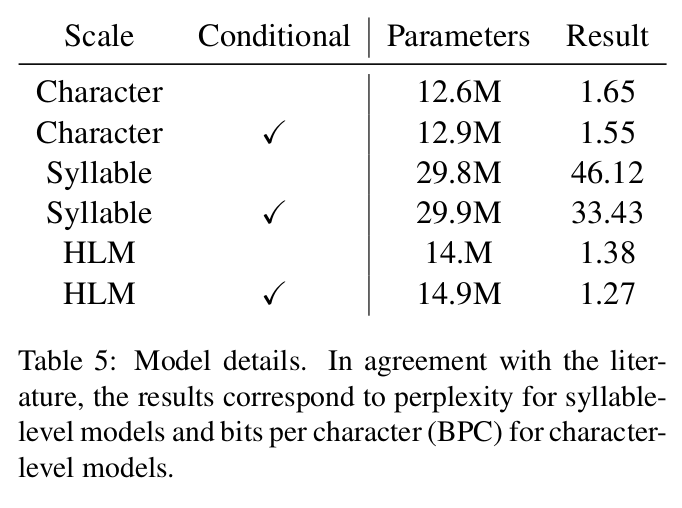 Scale Conditional Parameters Result
Character 12.6M 1.65
Character ✓ 12.9M 1.55
Syllable 29.8M 46.12
Syllable ✓ 29.9M 33.43
HLM 14.M 1.38
HLM ✓ 14.9M 1.27
Table 5: Model details. In agreement with the liter-
ature, the results correspond to perplexity for syllable-
level models and bits per character (BPC) for character-
level models.